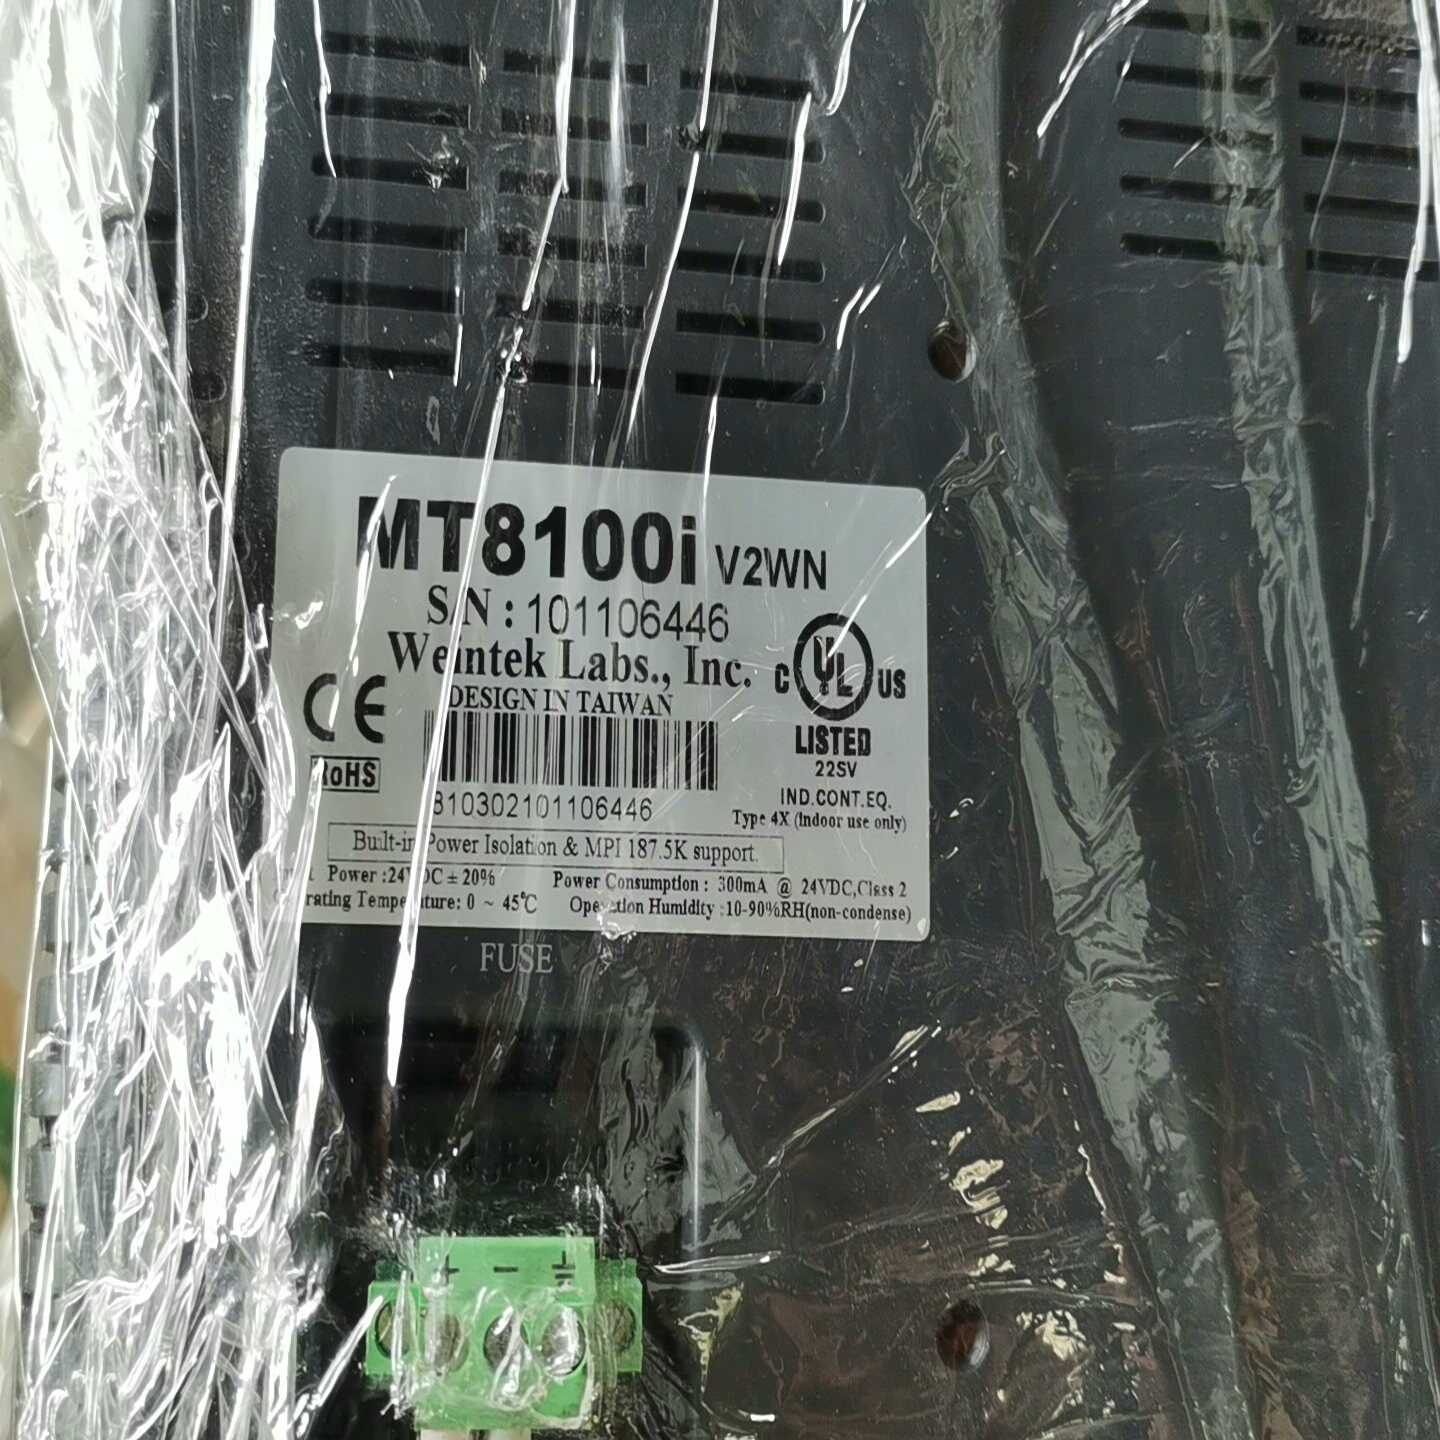 MT8100i V2WN
S/N : 101106446
Weintek Labs., Inc.
DESIGN IN TAIWAN
CE
RoHS
810302101106446
C UL US
LISTED
22SV
IND.CONT.EQ.
Type 4X (Indoor use only)
Built-in Power Isolation & MPI 187.5K support.
Power :24VDC ± 20% Power Consumption : 300mA @ 24VDC,Class 2
Temperature: 0 ~ 45℃ Operation Humidity :10-90%RH(non-condense)
FUSE
+ −